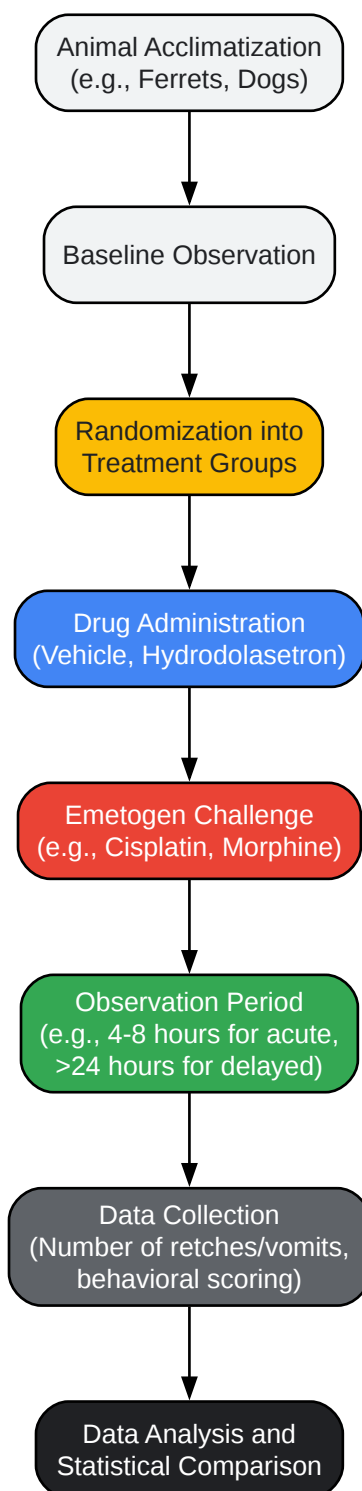 Animal Acclimatization
(e.g., Ferrets, Dogs)
Baseline Observation
Randomization into
Treatment Groups
Drug Administration
(Vehicle, Hydrodolasetron)
Emetogen Challenge
(e.g., Cisplatin, Morphine)
Observation Period
(e.g., 4-8 hours for acute,
>24 hours for delayed)
Data Collection
(Number of retches/vomits,
behavioral scoring)
Data Analysis and
Statistical Comparison